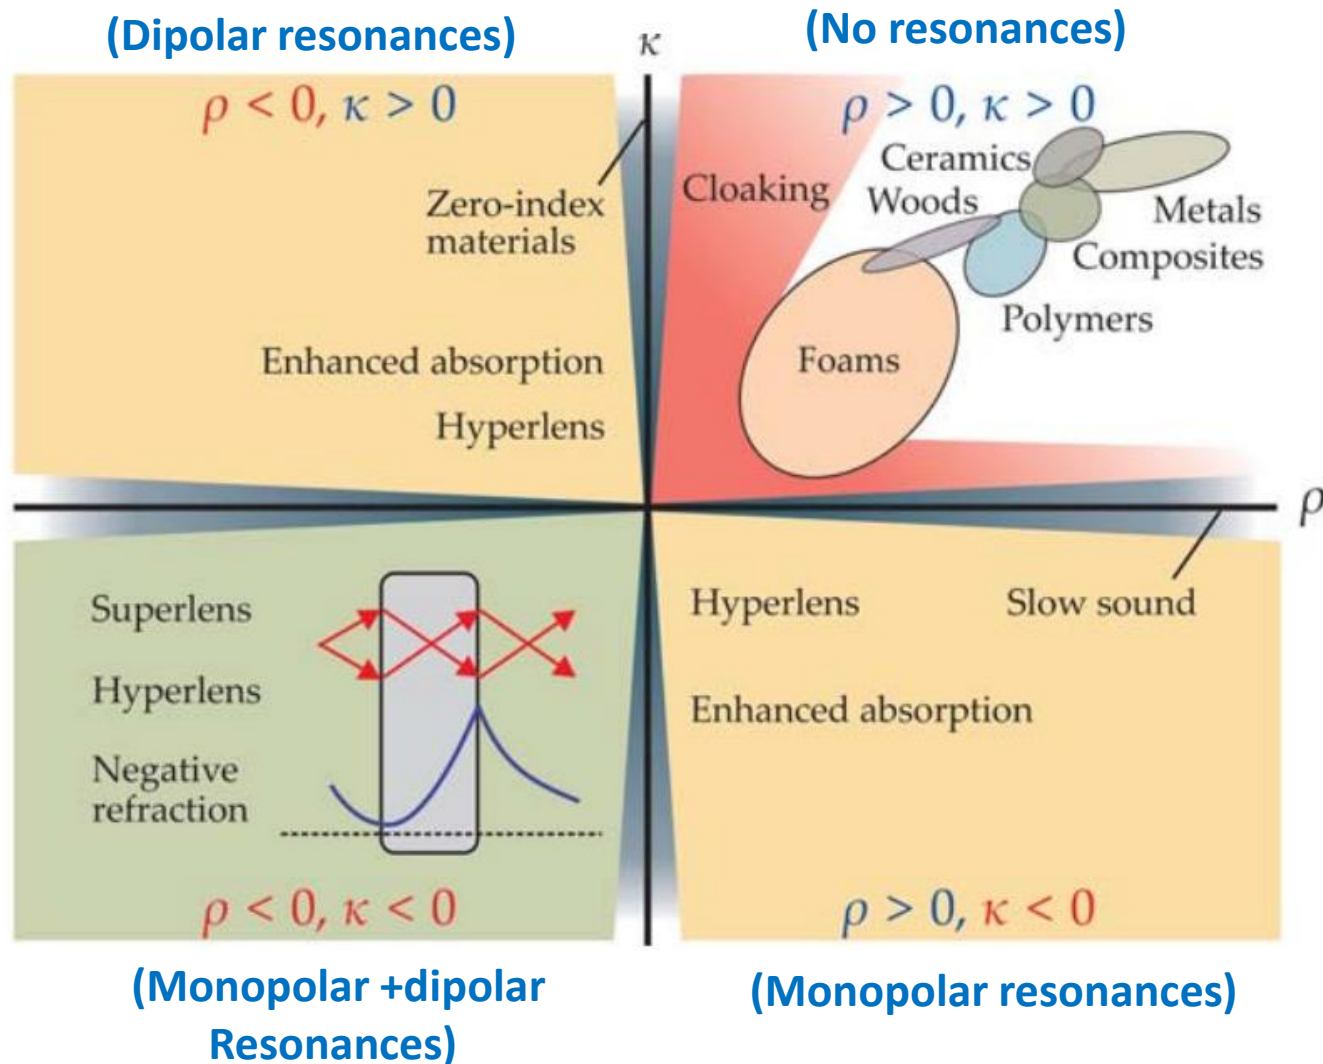 (Dipolar resonances)
(No resonances)
κ
ρ < 0, κ > 0
ρ > 0, κ > 0
Ceramics
Cloaking
Woods
Zero-index
materials
Metals
Composites
Polymers
Enhanced absorption
Foams
Hyperlens
ρ
Superlens
Hyperlens
Negative
refraction
Hyperlens
Slow sound
Enhanced absorption
ρ < 0, κ < 0
ρ > 0, κ < 0
(Monopolar +dipolar
Resonances)
(Monopolar resonances)